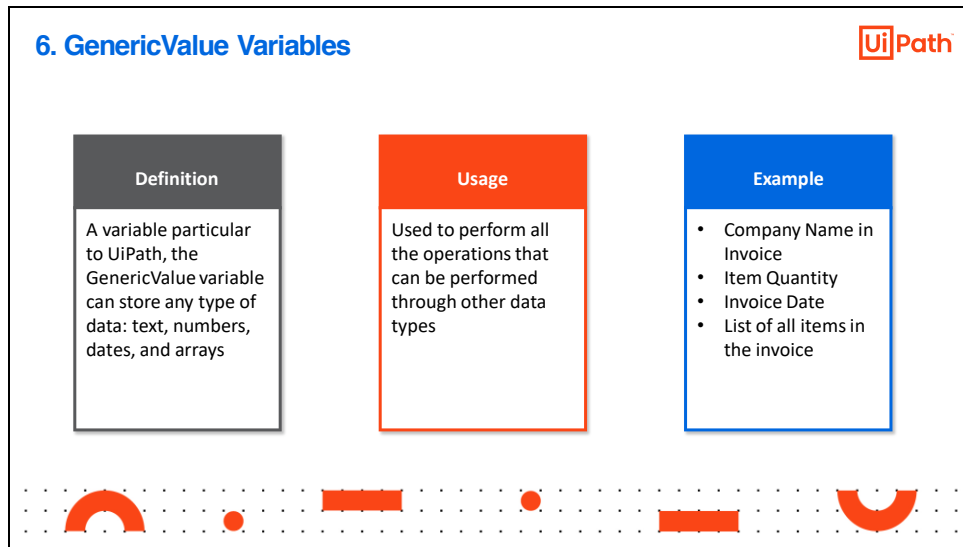 6. GenericValue Variables
UiPath
Definition
A variable particular
to UiPath, the
GenericValue variable
can store any type of
data: text, numbers,
dates, and arrays
Usage
Used to perform all
the operations that
can be performed
through other data
types
Example
• Company Name in
Invoice
• Item Quantity
• Invoice Date
• List of all items in
the invoice